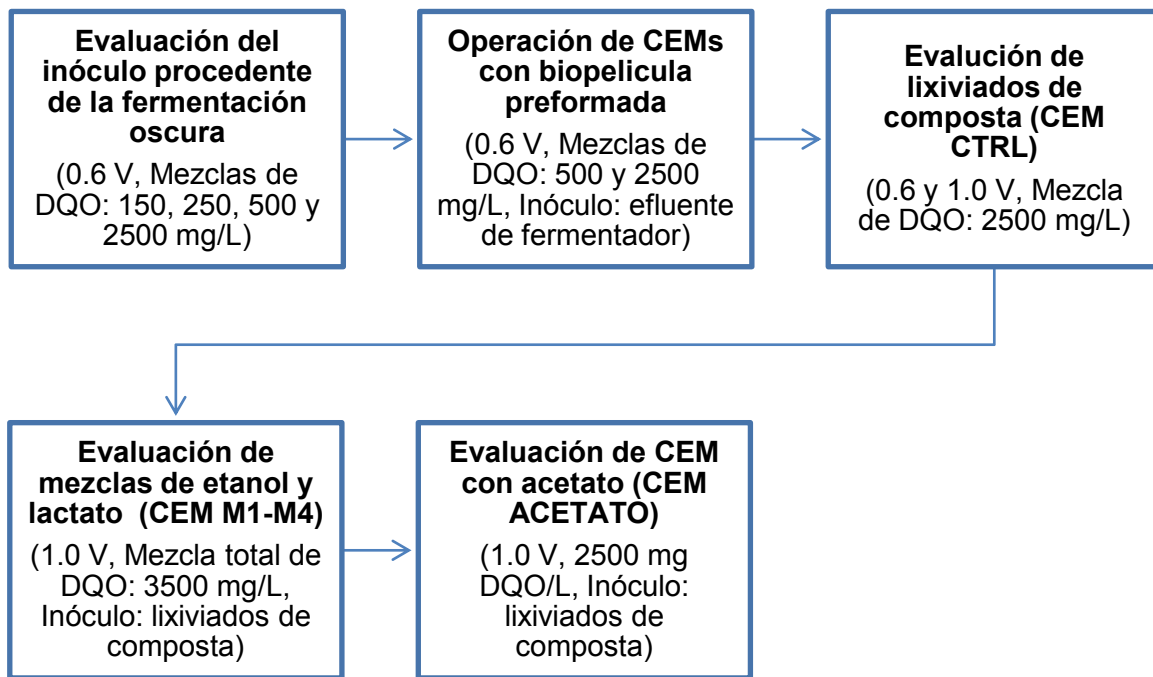 Evaluación del
inóculo procedente
de la fermentación
oscura
(0.6 V, Mezclas de
DQO: 150, 250, 500 y
2500 mg/L)
Operación de CEMs
con biopelicula
preformada
(0.6 V, Mezclas de
DQO: 500 y 2500
mg/L, Inóculo: efluente
de fermentador)
Evalución de
lixiviados de
composta (CEM
CTRL)
(0.6 y 1.0 V, Mezcla
de DQO: 2500 mg/L)
Evaluación de
mezclas de etanol y
lactato (CEM M1-M4)
(1.0 V, Mezcla total de
DQO: 3500 mg/L,
Inóculo: lixiviados de
composta)
Evaluación de CEM
con acetato (CEM
ACETATO)
(1.0 V, 2500 mg
DQO/L, Inóculo:
lixiviados de
composta)